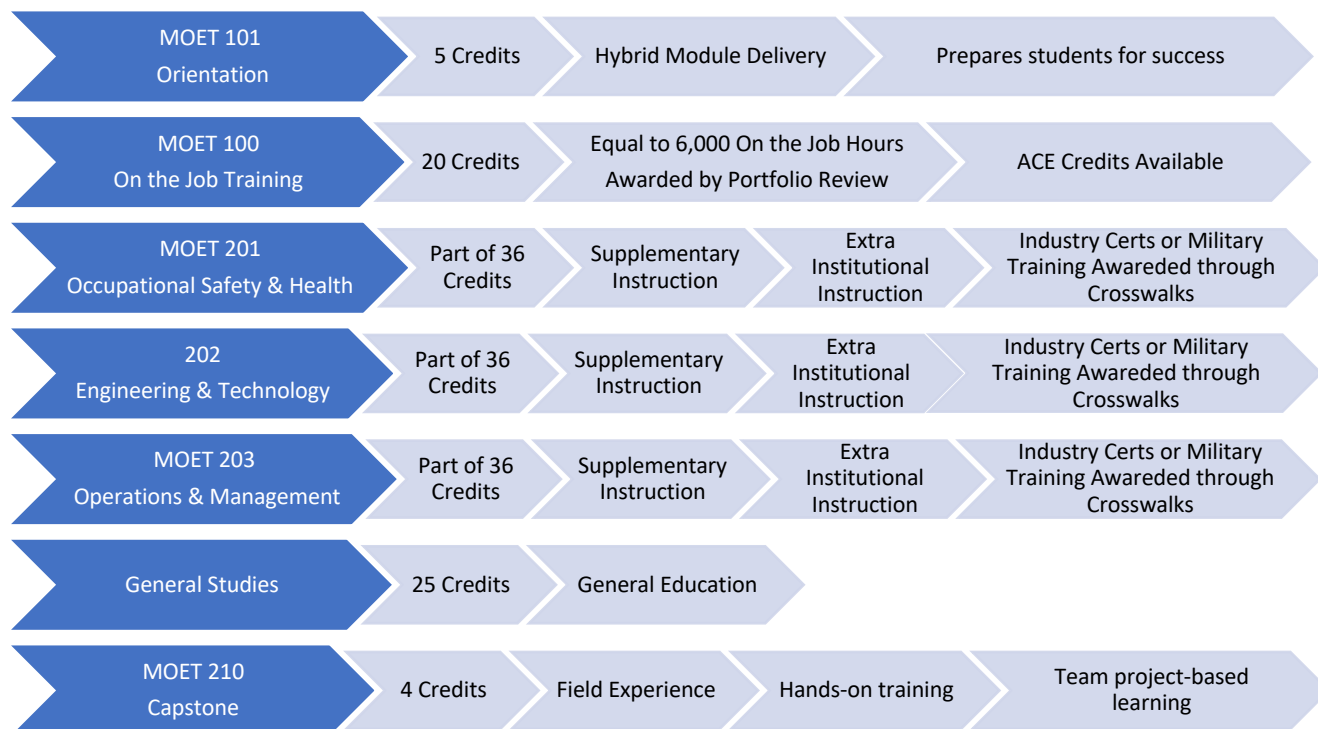 MOET 101
Orientation
5 Credits
Hybrid Module Delivery
Prepares students for success
MOET 100
On the Job Training
20 Credits
Equal to 6,000 On the Job Hours
Awarded by Portfolio Review
ACE Credits Available
MOET 201
Occupational Safety & Health
Part of 36
Credits
Supplementary
Instruction
Extra
Institutional
Instruction
Industry Certs or Military
Training Awareded through
Crosswalks
202
Engineering & Technology
Part of 36
Credits
Supplementary
Instruction
Extra
Institutional
Instruction
Industry Certs or Military
Training Awareded through
Crosswalks
MOET 203
Operations & Management
Part of 36
Credits
Supplementary
Instruction
Extra
Institutional
Instruction
Industry Certs or Military
Training Awareded through
Crosswalks
General Studies
25 Credits
General Education
MOET 210
Capstone
4 Credits
Field Experience
Hands-on training
Team project-based
learning